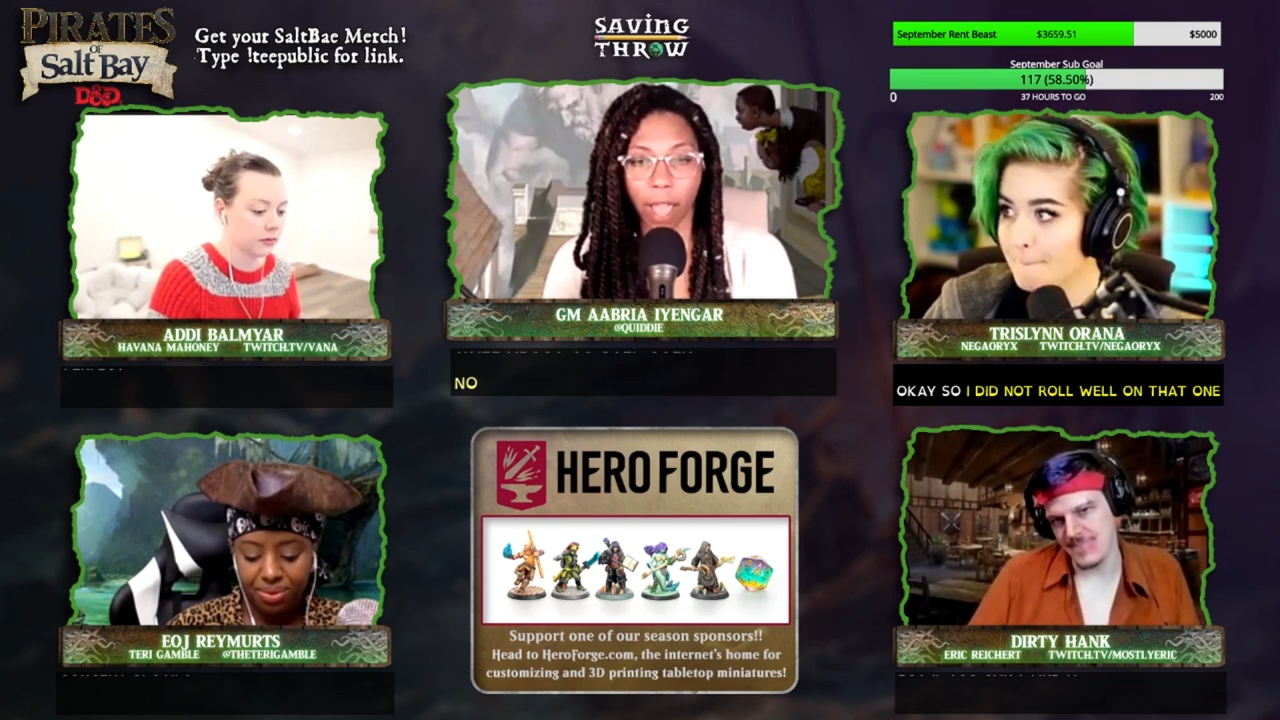 PIRATES
OF
Salt Bay
D&D
Get your SaltBae Merch!
Type !teepublic for link.
SAVING
THROW
September Rent Beast $3659.51 $5000
September Sub Goal
117 (58.50%)
0 37 HOURS TO GO 200
ADDI BALMYAR
HAVANA MAHONEY TWITCH.TV/VANA
GM AABRIA IYENGAR
@QUIDDIE
NO
TRISLYNN ORANA
NEGAORYX TWITCH.TV/NEGAORYX
OKAY SO I DID NOT ROLL WELL ON THAT ONE
EOJ REYMURTS
TERI GAMBLE @THETERIGAMBLE
HERO FORGE
Support one of our season sponsors!!
Head to HeroForge.com, the internet's home for
customizing and 3D printing tabletop miniatures!
DIRTY HANK
ERIC REICHERT TWITCH.TV/MOSTLYERIC